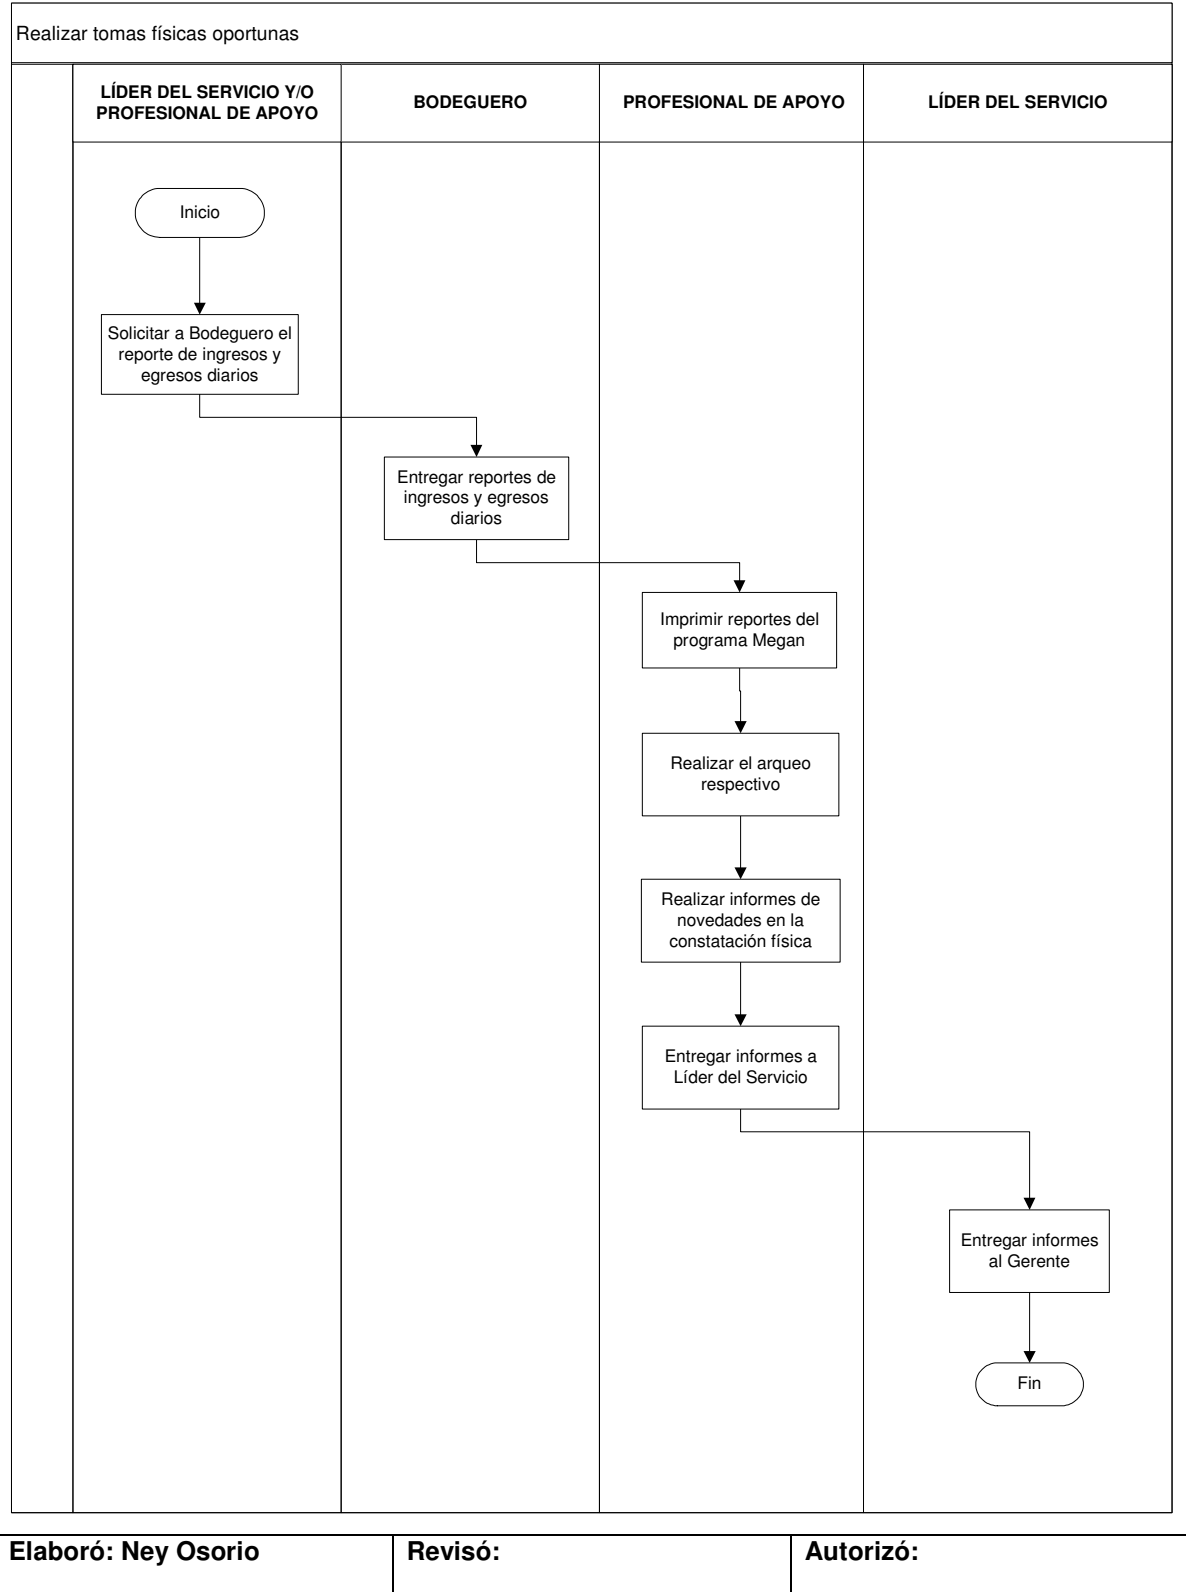 Realizar tomas físicas oportunas
LÍDER DEL SERVICIO Y/O
PROFESIONAL DE APOYO
BODEGUERO
PROFESIONAL DE APOYO
LÍDER DEL SERVICIO
Inicio
Solicitar a Bodeguero el
reporte de ingresos y
egresos diarios
Entregar reportes de
ingresos y egresos
diarios
Imprimir reportes del
programa Megan
Realizar el arqueo
respectivo
Realizar informes de
novedades en la
constatación física
Entregar informes a
Líder del Servicio
Entregar informes
al Gerente
Fin
Elaboró: Ney Osorio
Revisó:
Autorizó: